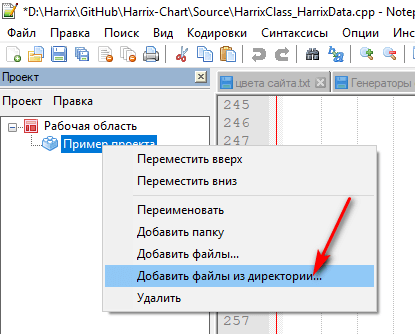 *D:\Harrix\GitHub\Harrix-Chart\Source\HarrixClass_HarrixData.cpp - Notep
Файл Правка Поиск Вид Кодировки Синтаксисы Опции Ин
Проект
цвета сайта.txt Генераторы
Проект Правка
245
Рабочая область
246
Пример проекта
247
Переместить вверх
Переместить вниз
Переименовать
Добавить папку
Добавить файлы...
Добавить файлы из директории...
Удалить
257